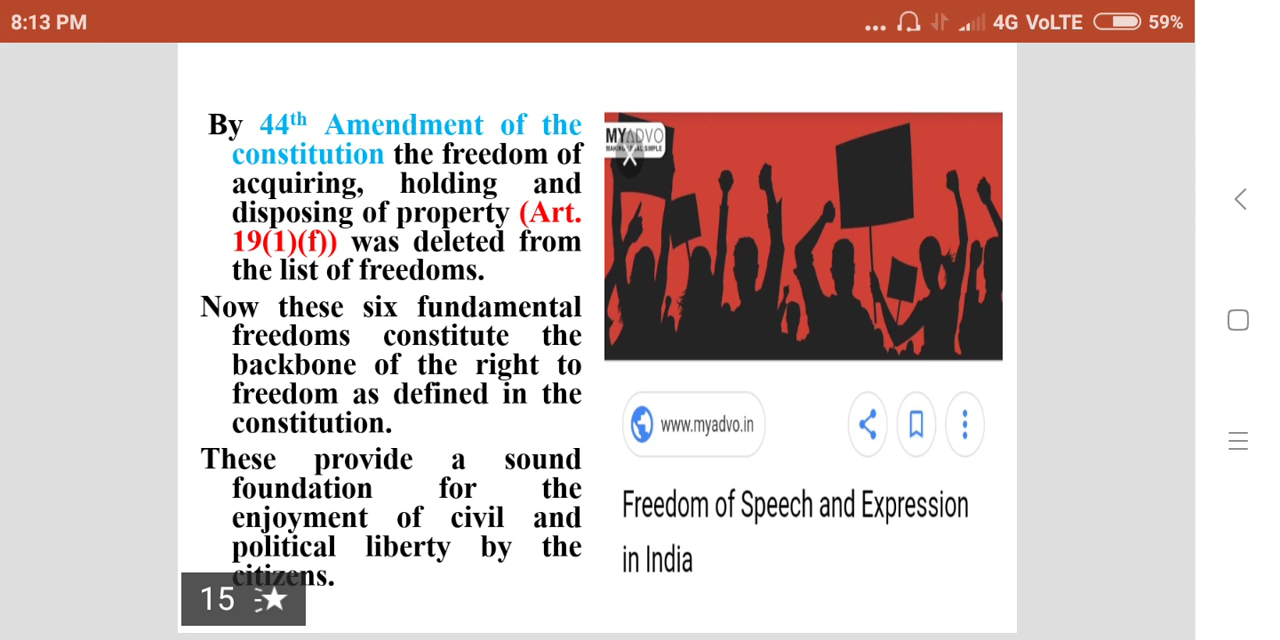 8:13 PM
... 4G VoLTE 59%
By 44th Amendment of the
constitution the freedom of
acquiring, holding and
disposing of property (Art.
19(1)(f)) was deleted from
the list of freedoms.
Now these six fundamental
freedoms constitute the
backbone of the right to
freedom as defined in the
constitution.
These provide a sound
foundation for the
enjoyment of civil and
political liberty by the
citizens.
15
MYADVO
www.myadvo.in
Freedom of Speech and Expression
in India